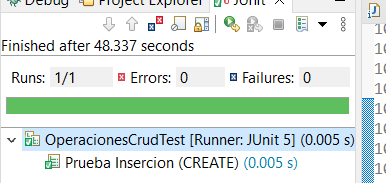 Debug Project Explorer JUnit
Finished after 48.337 seconds
Runs: 1/1 Errors: 0 Failures: 0
OperacionesCrudTest [Runner: JUnit 5] (0.005 s)
Prueba Insercion (CREATE) (0.005 s)